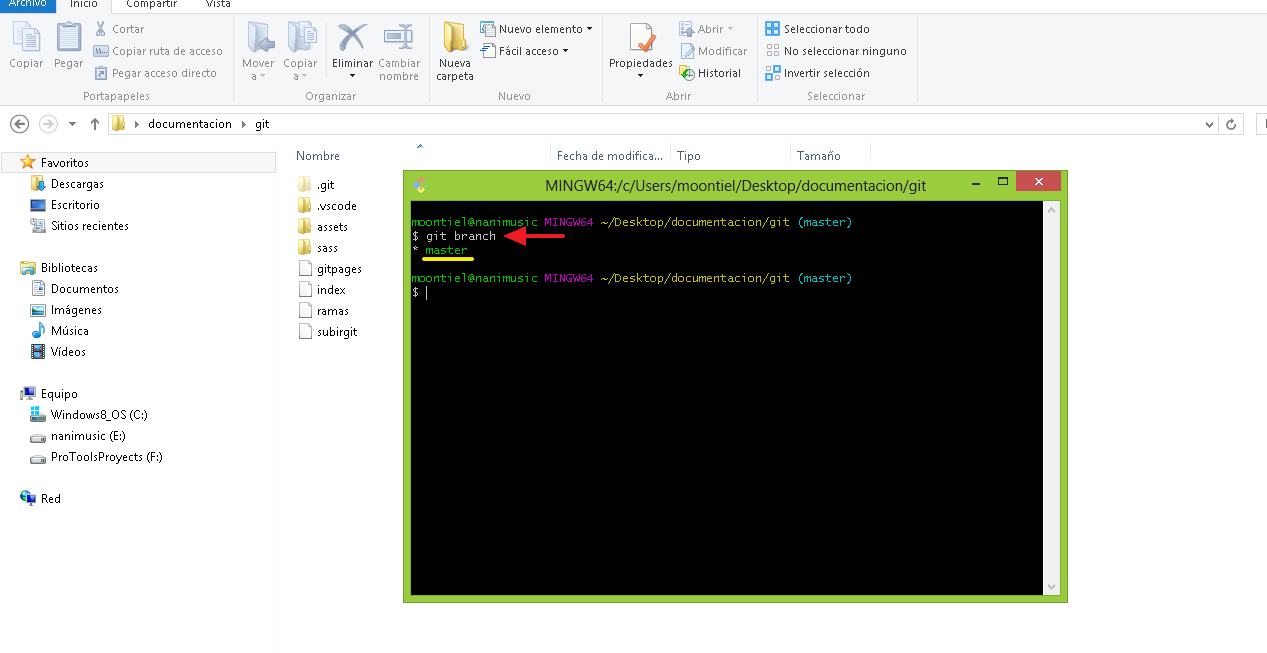 Archivo Inicio Compartir Vista
Copiar
Pegar
Cortar
Copiar ruta de acceso
Pegar acceso directo
Portapapeles
Mover a
Copiar a
Eliminar
Cambiar nombre
Organizar
Nueva carpeta
Nuevo elemento
Fácil acceso
Nuevo
Propiedades
Abrir
Modificar
Historial
Abrir
Seleccionar todo
No seleccionar ninguno
Invertir selección
Seleccionar
documentacion git
Favoritos
Descargas
Escritorio
Sitios recientes
Bibliotecas
Documentos
Imágenes
Música
Vídeos
Equipo
Windows8_OS (C:)
nanimusic (E:)
ProToolsProyects (F:)
Red
Nombre Fecha de modifica... Tipo Tamaño
.git
.vscode
assets
sass
gitpages
index
ramas
subirgit
MINGW64:/c/Users/moontiel/Desktop/documentacion/git
moontiel@nanimusic MINGW64 ~/Desktop/documentacion/git (master)
$ git branch
* master
moontiel@nanimusic MINGW64 ~/Desktop/documentacion/git (master)
$